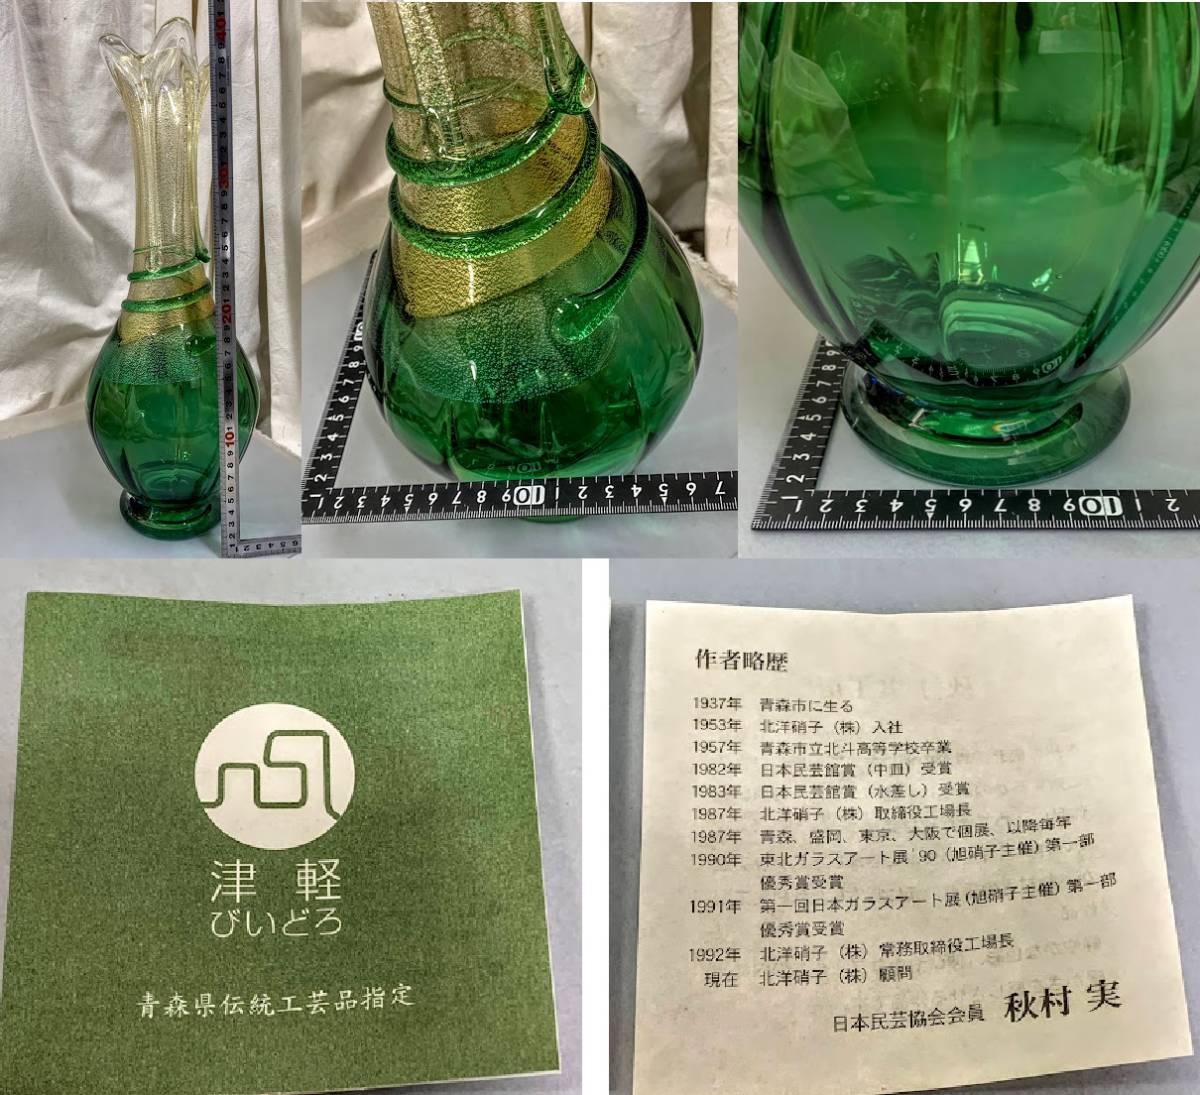 津 軽
びいどろ
青森県伝統工芸品指定
作者略歴
1937年 青森市に生る
1953年 北洋硝子（株）入社
1957年 青森市立北斗高等学校卒業
1982年 日本民芸館賞（中皿）受賞
1983年 日本民芸館賞（水差し）受賞
1987年 北洋硝子（株）取締役工場長
1987年 青森、盛岡、東京、大阪で個展、以降毎年
1990年 東北ガラスアート展'90（旭硝子主催）第一部
優秀賞受賞
1991年 第一回日本ガラスアート展（旭硝子主催）第一部
優秀賞受賞
1992年 北洋硝子（株）常務取締役工場長
現在 北洋硝子（株）顧問
日本民芸協会会員 秋村 実